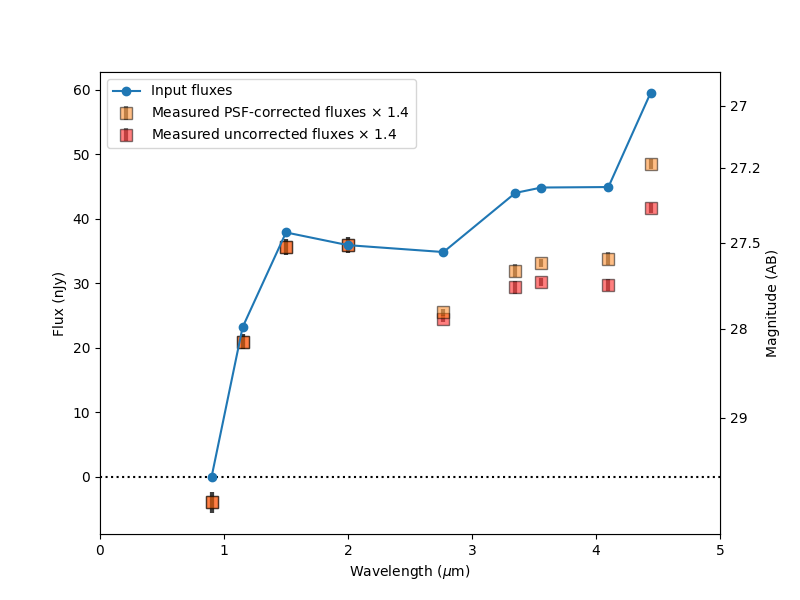 Input fluxes
Measured PSF-corrected fluxes × 1.4
Measured uncorrected fluxes × 1.4
60
50
40
30
20
10
0
Flux (nJy)
27
27.2
27.5
28
29
Magnitude (AB)
0 1 2 3 4 5
Wavelength (μm)